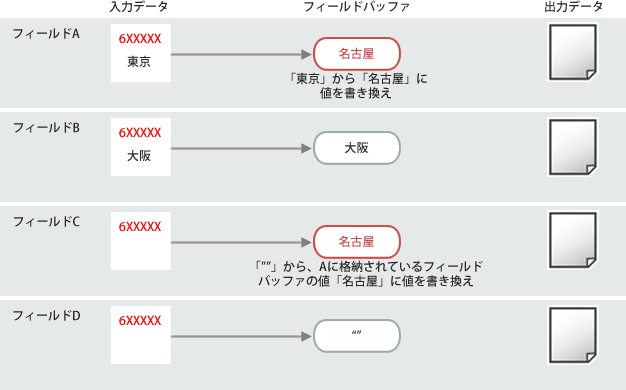 入力データ フィールドバッファ 出力データ
フィールドA
6XXXXX
東京
名古屋
「東京」から「名古屋」に
値を書き換え
フィールドB
6XXXXX
大阪
大阪
フィールドC
6XXXXX
名古屋
「””」から、Aに格納されているフィールド
バッファの値「名古屋」に値を書き換え
フィールドD
6XXXXX
“”